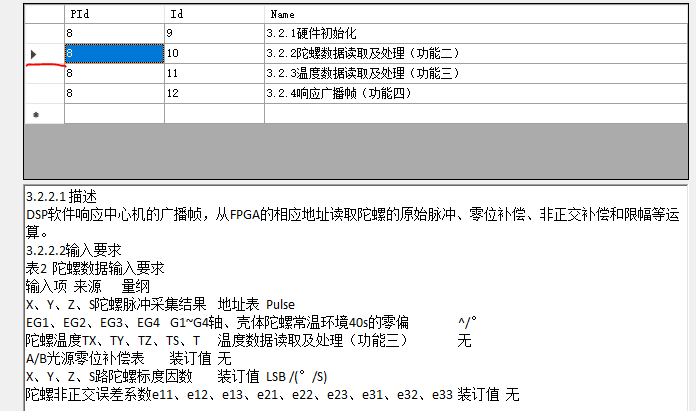 PId Id Name
8 9 3.2.1硬件初始化
8 10 3.2.2陀螺数据读取及处理（功能二）
8 11 3.2.3温度数据读取及处理（功能三）
8 12 3.2.4响应广播帧（功能四）
3.2.2.1 描述
DSP软件响应中心机的广播帧，从FPGA的相应地址读取陀螺的原始脉冲、零位补偿、非正交补偿和限幅等运
算。
3.2.2.2输入要求
表2 陀螺数据输入要求
输入项 来源 量纲
X、Y、Z、S陀螺脉冲采集结果 地址表 Pulse
EG1、EG2、EG3、EG4 G1~G4轴、壳体陀螺常温环境40s的零偏 ^/°
陀螺温度TX、TY、TZ、TS、T 温度数据读取及处理（功能三） 无
A/B光源零位补偿表 装订值 无
X、Y、Z、S路陀螺标度因数 装订值 LSB /(°/S)
陀螺非正交误差系数e11、e12、e13、e21、e22、e23、e31、e32、e33 装订值 无